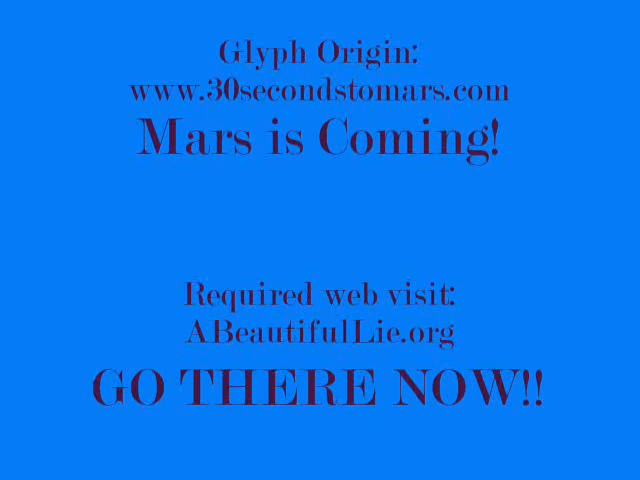 Glyph Origin:
www.30secondstomars.com
Mars is Coming!
Required web visit:
ABeautifulLie.org
GO THERE NOW!!